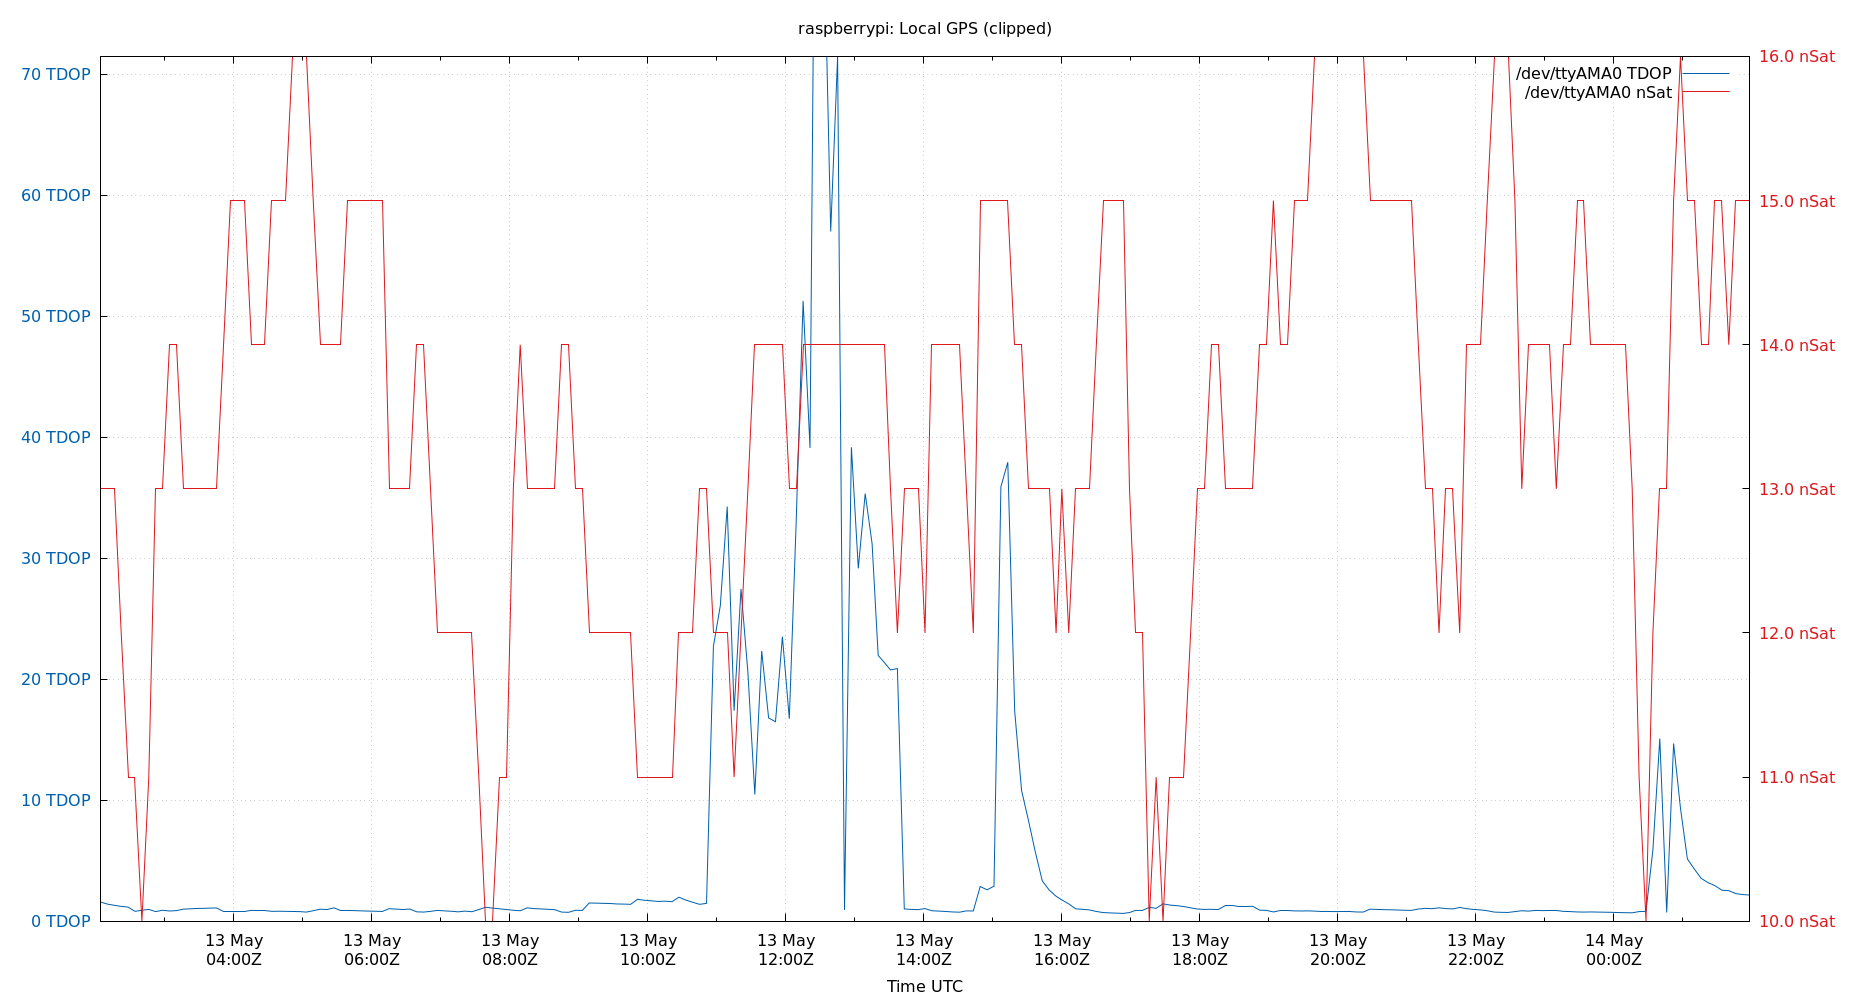 raspberrypi: Local GPS (clipped)
70 TDOP
60 TDOP
50 TDOP
40 TDOP
30 TDOP
20 TDOP
10 TDOP
0 TDOP
16.0 nSat
15.0 nSat
14.0 nSat
13.0 nSat
12.0 nSat
11.0 nSat
10.0 nSat
/dev/ttyAMA0 TDOP
/dev/ttyAMA0 nSat
13 May
04:00Z
13 May
06:00Z
13 May
08:00Z
13 May
10:00Z
13 May
12:00Z
13 May
14:00Z
13 May
16:00Z
13 May
18:00Z
13 May
20:00Z
13 May
22:00Z
14 May
00:00Z
Time UTC